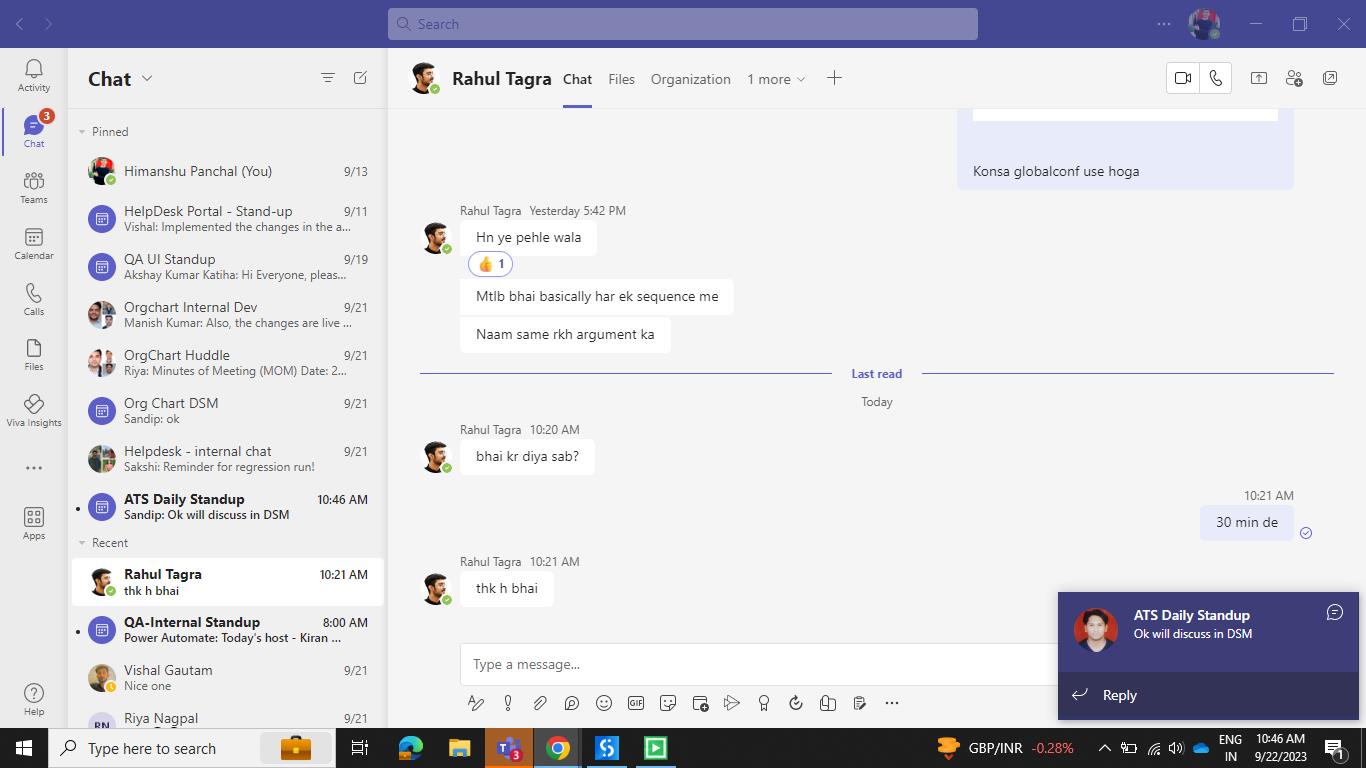 Search
Activity
3
Chat
Teams
Calendar
Calls
Files
Viva Insights
Apps
Help
Chat
Pinned
Himanshu Panchal (You) 9/13
HelpDesk Portal - Stand-up 9/11
Vishal: Implemented the changes in the a...
QA UI Standup 9/19
Akshay Kumar Katiha: Hi Everyone, pleas...
Orgchart Internal Dev 9/21
Manish Kumar: Also, the changes are live ...
OrgChart Huddle 9/21
Riya: Minutes of Meeting (MOM) Date: 2...
Org Chart DSM 9/21
Sandip: ok
Helpdesk - internal chat 9/21
Sakshi: Reminder for regression run!
ATS Daily Standup 10:46 AM
Sandip: Ok will discuss in DSM
Recent
Rahul Tagra 10:21 AM
thk h bhai
QA-Internal Standup 8:00 AM
Power Automate: Today's host - Kiran ...
Vishal Gautam 9/21
Nice one
RN
Riya Nagpal 9/21
Rahul Tagra Chat Files Organization 1 more
Konsa globalconf use hoga
Rahul Tagra Yesterday 5:42 PM
Hn ye pehle wala
👍 1
Mtlb bhai basically har ek sequence me
Naam same rkh argument ka
Last read
Today
Rahul Tagra 10:20 AM
bhai kr diya sab?
10:21 AM
30 min de
Rahul Tagra 10:21 AM
thk h bhai
Type a message...
GIF
ATS Daily Standup
Ok will discuss in DSM
Reply
Type here to search
3
GBP/INR -0.28%
ENG
IN
10:46 AM
9/22/2023
1